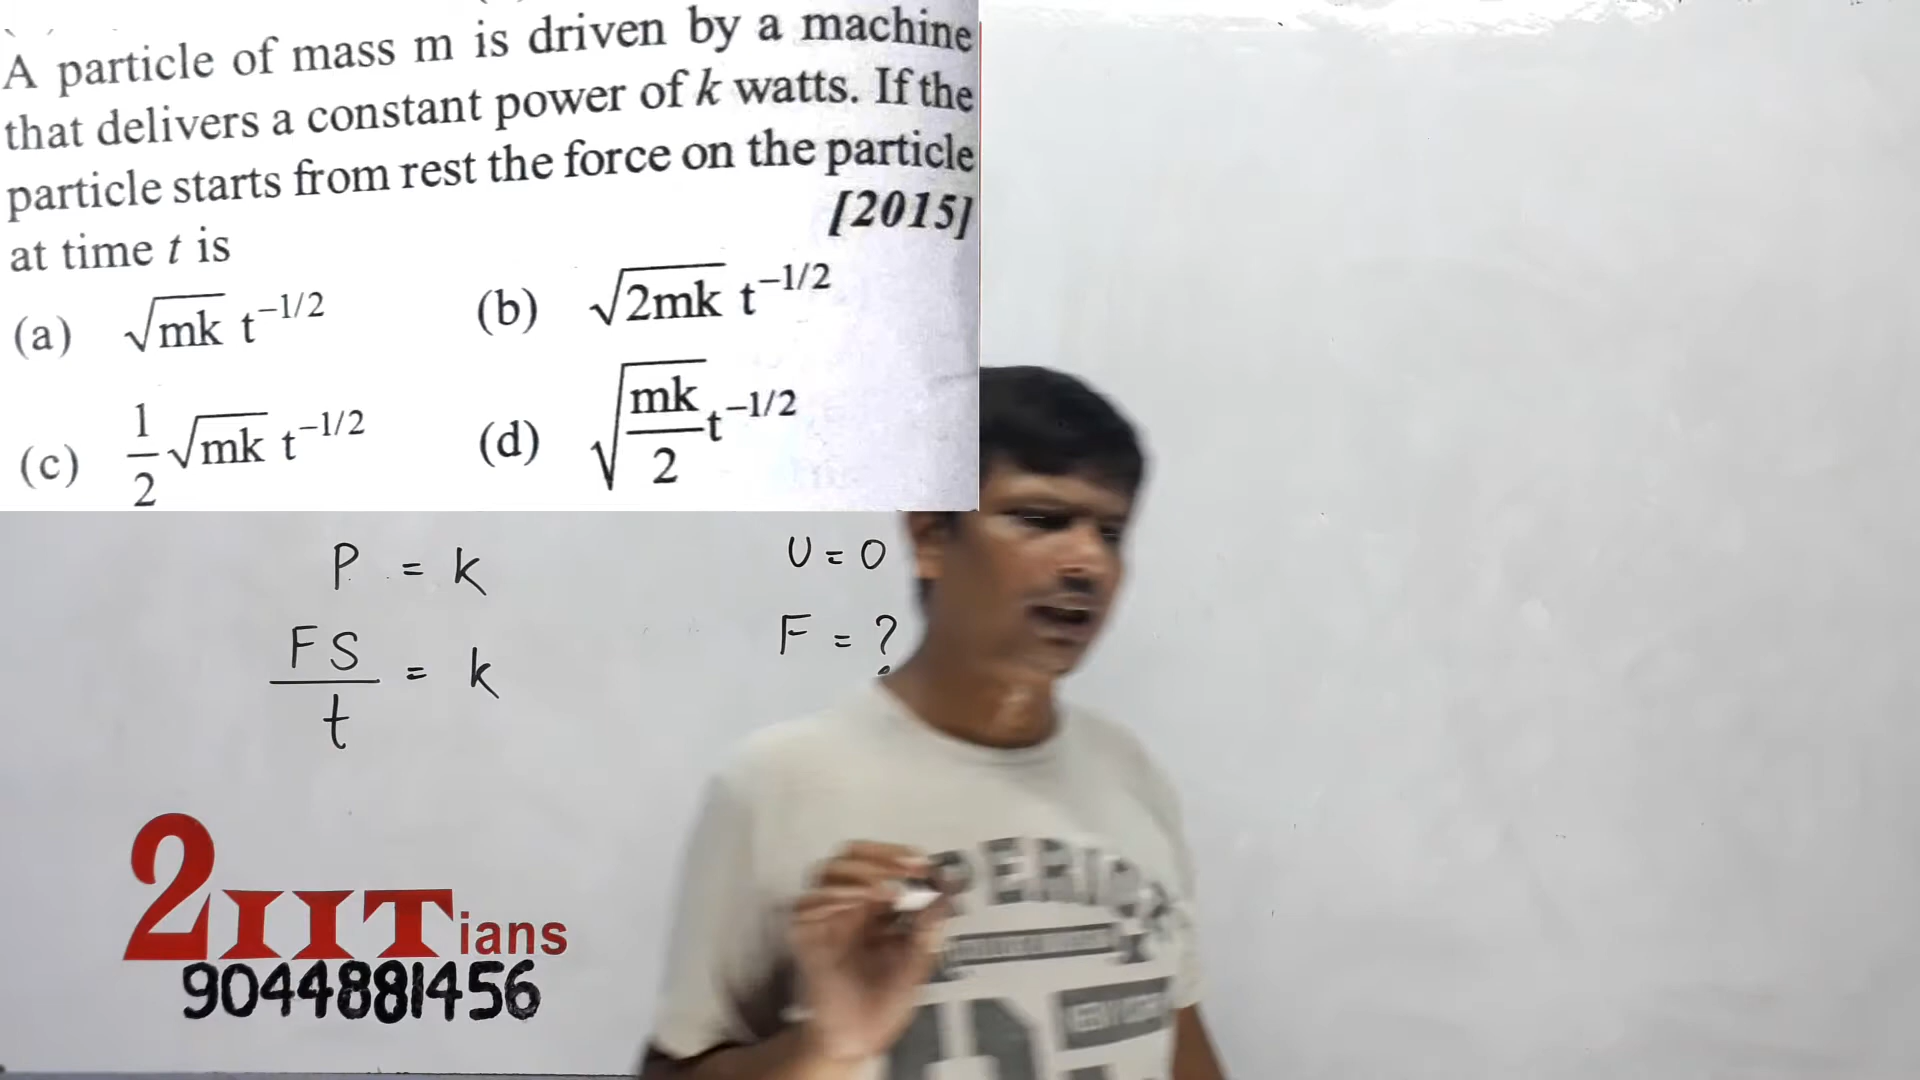 A particle of mass m is driven by a machine
that delivers a constant power of k watts. If the
particle starts from rest the force on the particle
at time t is [2015]
(a) √mk t^–1/2 (b) √2mk t^–1/2
(c) 1/2 √mk t^–1/2 (d) √(mk/2) t^–1/2
P = k U = 0
FS/t = k F = ?
2IITians
9044881456